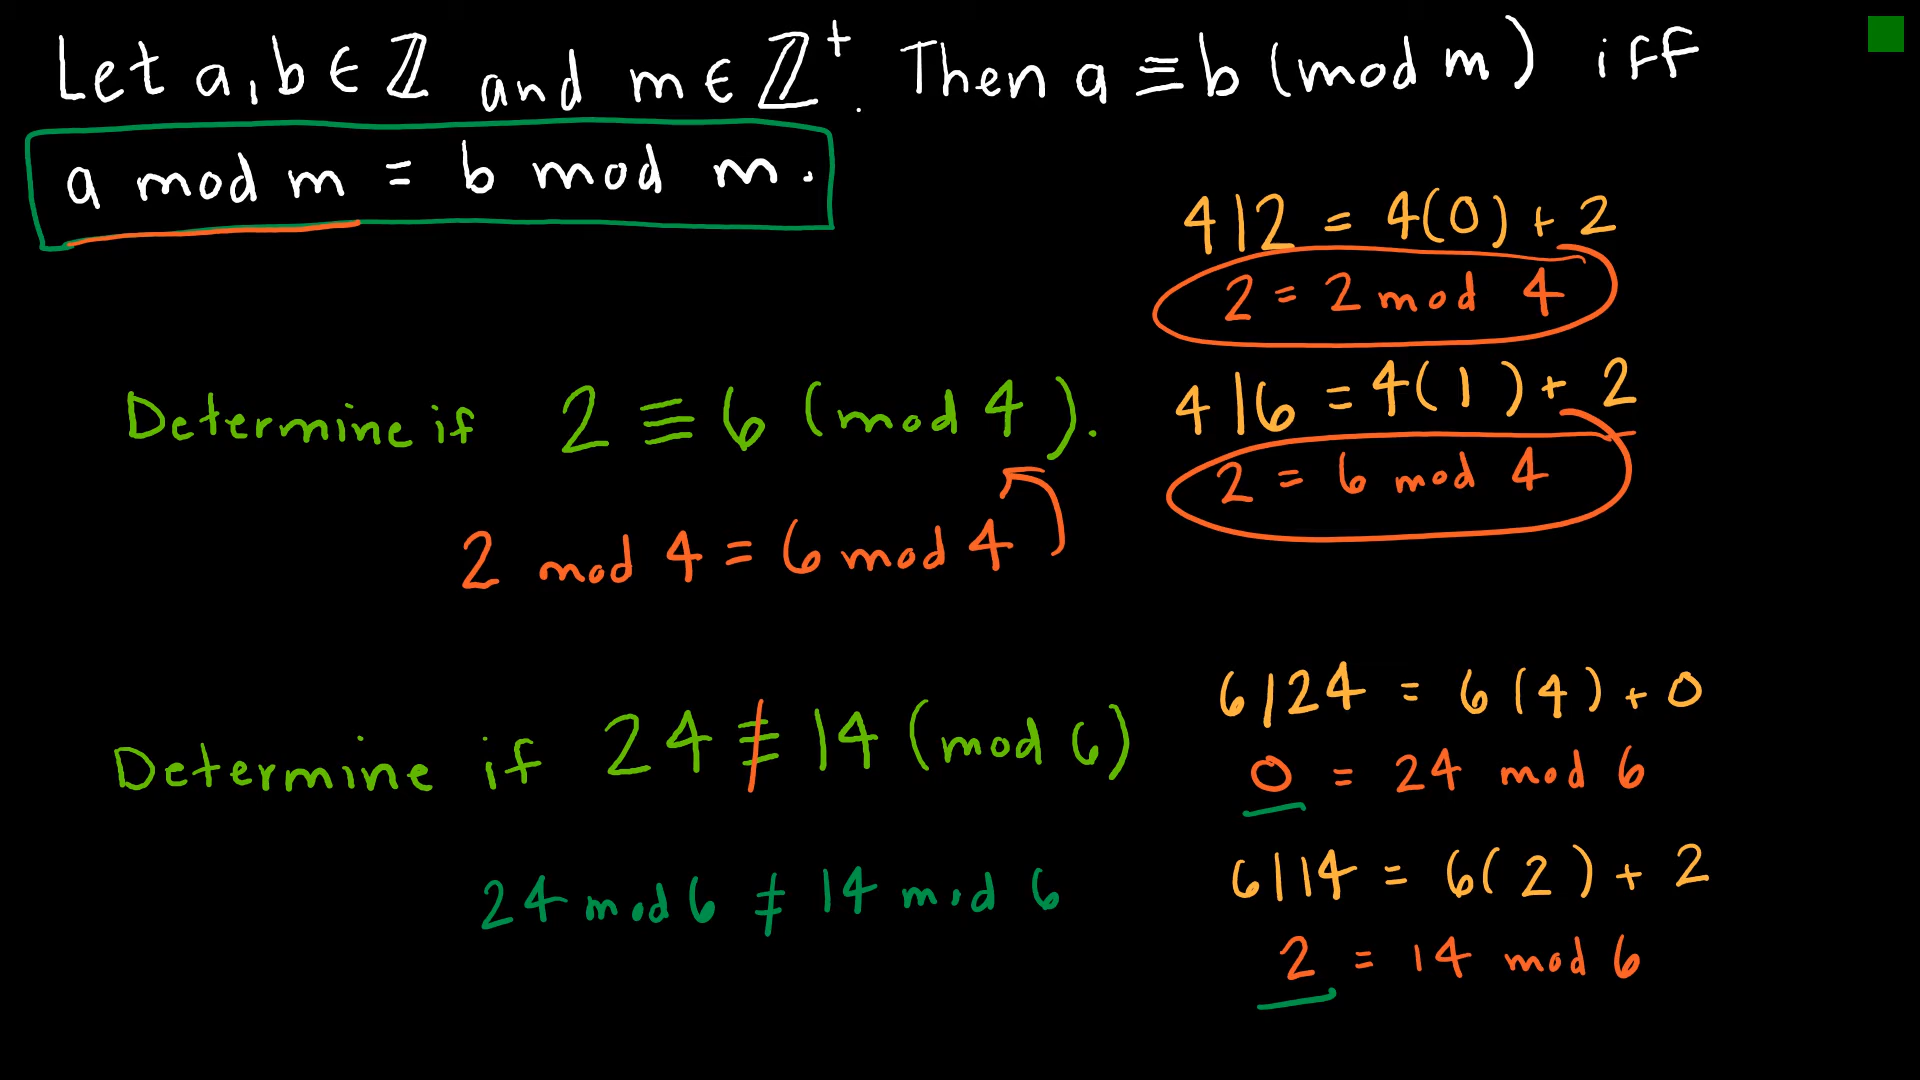 Let a, b ∈ ℤ and m ∈ ℤ⁺. Then a ≡ b (mod m) iff
a mod m = b mod m.
4|2 = 4(0) + 2
2 = 2 mod 4
Determine if 2 ≡ 6 (mod 4).
4|6 = 4(1) + 2
2 = 6 mod 4
2 mod 4 = 6 mod 4
Determine if 24 ≢ 14 (mod 6)
6|24 = 6(4) + 0
0 = 24 mod 6
24 mod 6 ≠ 14 mod 6
6|14 = 6(2) + 2
2 = 14 mod 6